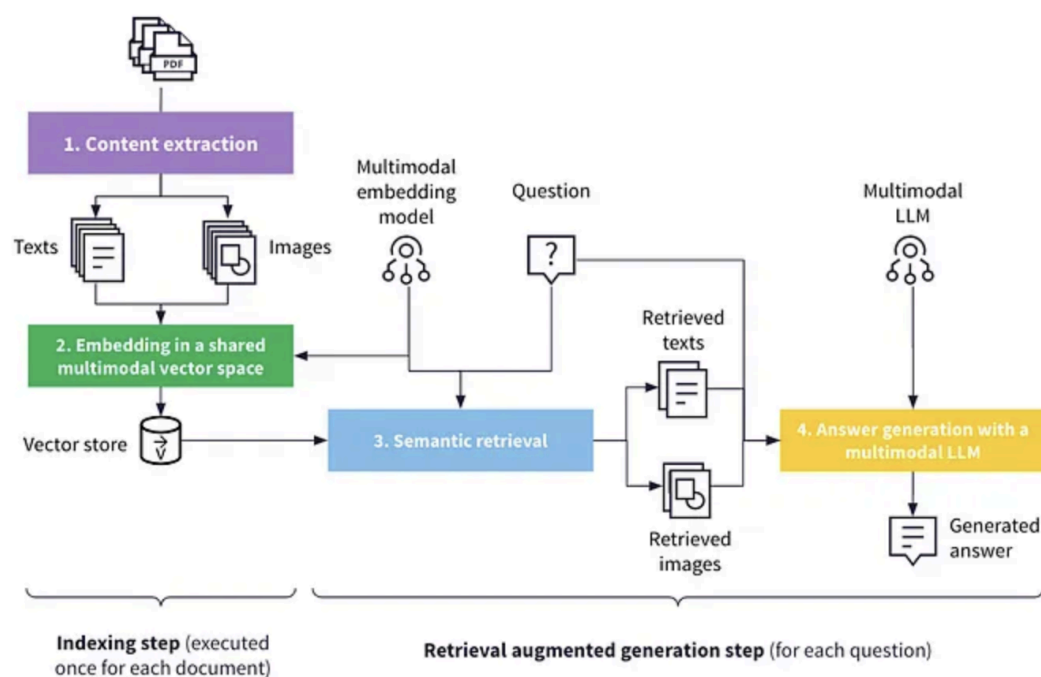 PDF
1. Content extraction
Texts
Images
Multimodal
embedding
model
Question
?
Multimodal
LLM
2. Embedding in a shared
multimodal vector space
Retrieved
texts
Vector store
v
3. Semantic retrieval
4. Answer generation with a
multimodal LLM
Retrieved
images
Generated
answer
Indexing step (executed
once for each document)
Retrieval augmented generation step (for each question)